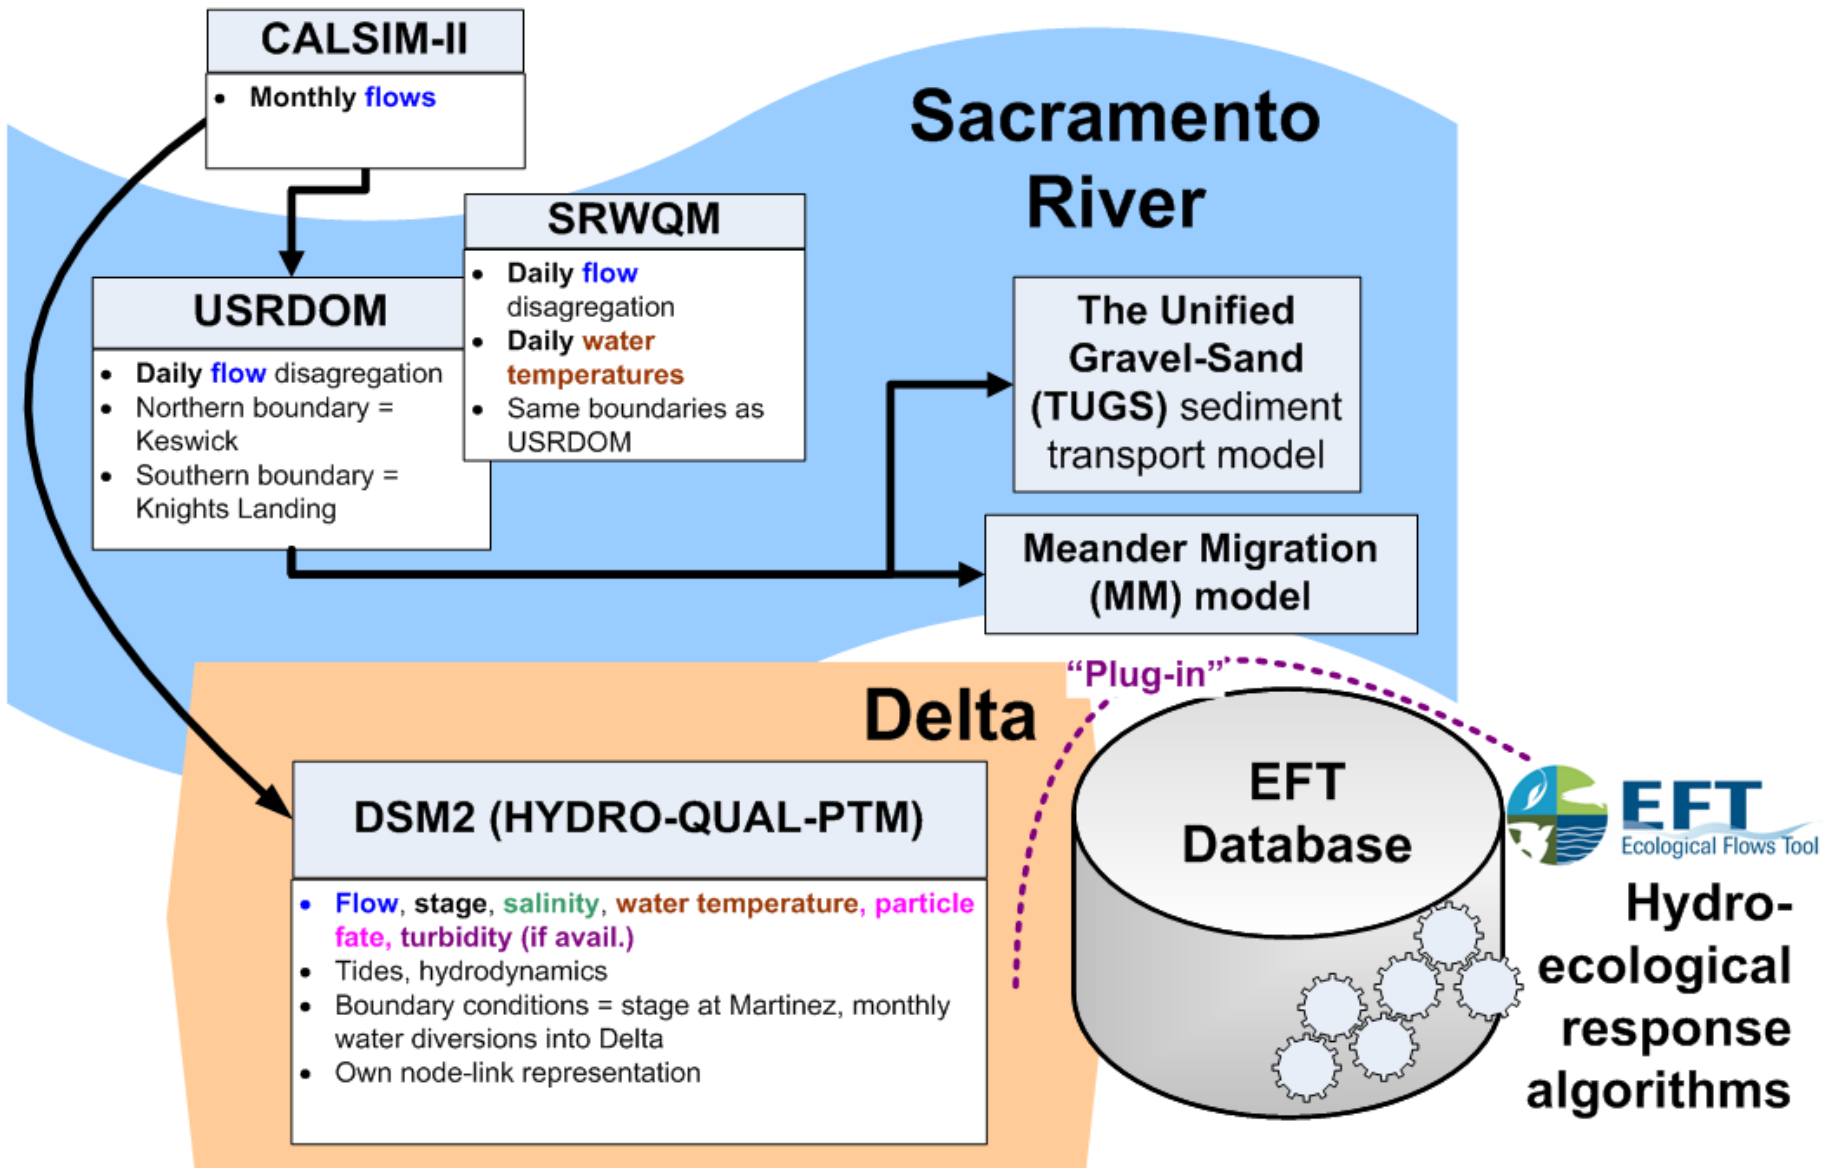 CALSIM-II
• Monthly flows
Sacramento
River
SRWQM
• Daily flow
disagregation
• Daily water
temperatures
• Same boundaries as
USRDOM
USRDOM
• Daily flow disagregation
• Northern boundary =
Keswick
• Southern boundary =
Knights Landing
The Unified
Gravel-Sand
(TUGS) sediment
transport model
Meander Migration
(MM) model
"Plug-in"
Delta
DSM2 (HYDRO-QUAL-PTM)
• Flow, stage, salinity, water temperature, particle
fate, turbidity (if avail.)
• Tides, hydrodynamics
• Boundary conditions = stage at Martinez, monthly
water diversions into Delta
• Own node-link representation
EFT
Database
EFT
Ecological Flows Tool
Hydro-
ecological
response
algorithms